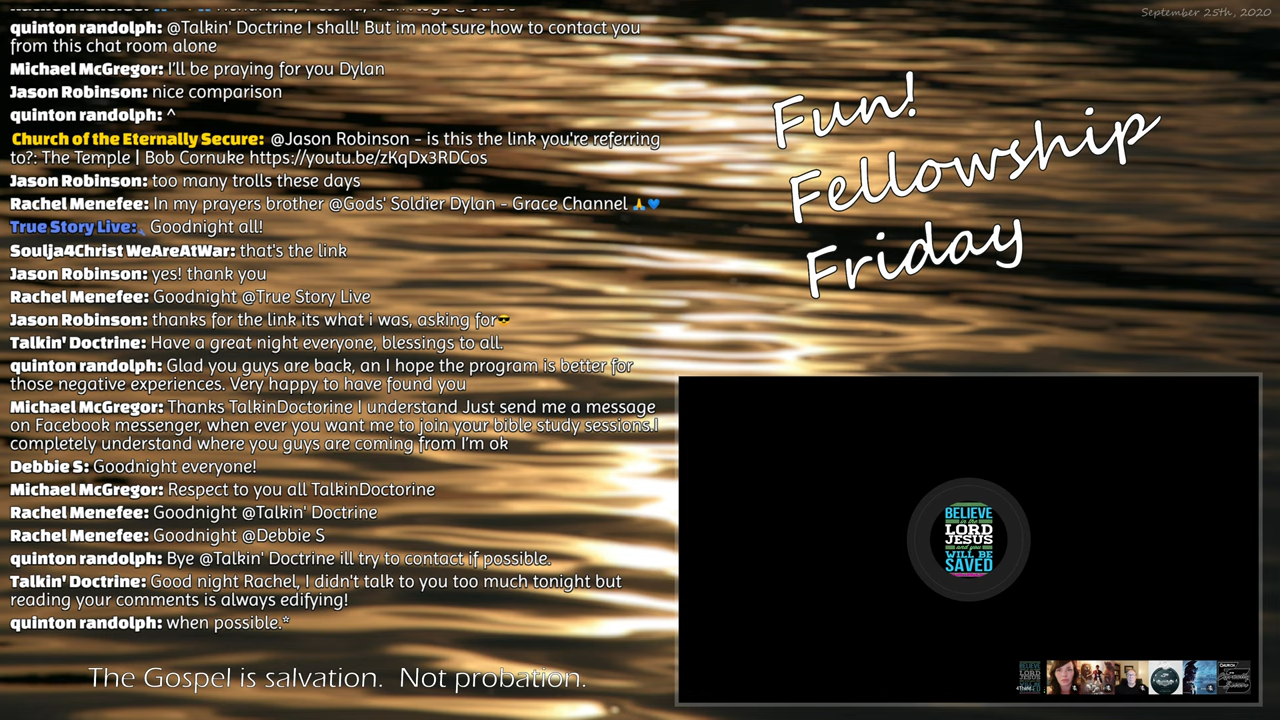 quinton randolph: @Talkin' Doctrine I shall! But im not sure how to contact you
from this chat room alone
Michael McGregor: I'll be praying for you Dylan
Jason Robinson: nice comparison
quinton randolph: ^
Church of the Eternally Secure: @Jason Robinson - is this the link you're referring
to?: The Temple | Bob Cornuke https://youtu.be/zKqDx3RDCos
Jason Robinson: too many trolls these days
Rachel Menefee: In my prayers brother @Gods' Soldier Dylan - Grace Channel 🙏💙
True Story Live: Goodnight all!
Soulja4Christ WeAreAtWar: that's the link
Jason Robinson: yes! thank you
Rachel Menefee: Goodnight @True Story Live
Jason Robinson: thanks for the link its what i was, asking for😎
Talkin' Doctrine: Have a great night everyone, blessings to all.
quinton randolph: Glad you guys are back, an I hope the program is better for
those negative experiences. Very happy to have found you
Michael McGregor: Thanks TalkinDoctorine I understand Just send me a message
on Facebook messenger, when ever you want me to join your bible study sessions.I
completely understand where you guys are coming from I'm ok
Debbie S: Goodnight everyone!
Michael McGregor: Respect to you all TalkinDoctorine
Rachel Menefee: Goodnight @Talkin' Doctrine
Rachel Menefee: Goodnight @Debbie S
quinton randolph: Bye @Talkin' Doctrine ill try to contact if possible.
Talkin' Doctrine: Good night Rachel, I didn't talk to you too much tonight but
reading your comments is always edifying!
quinton randolph: when possible.*
The Gospel is salvation. Not probation.
September 25th, 2020
Fun!
Fellowship
Friday
BELIEVE
in the
LORD
JESUS
and you
WILL BE
SAVED